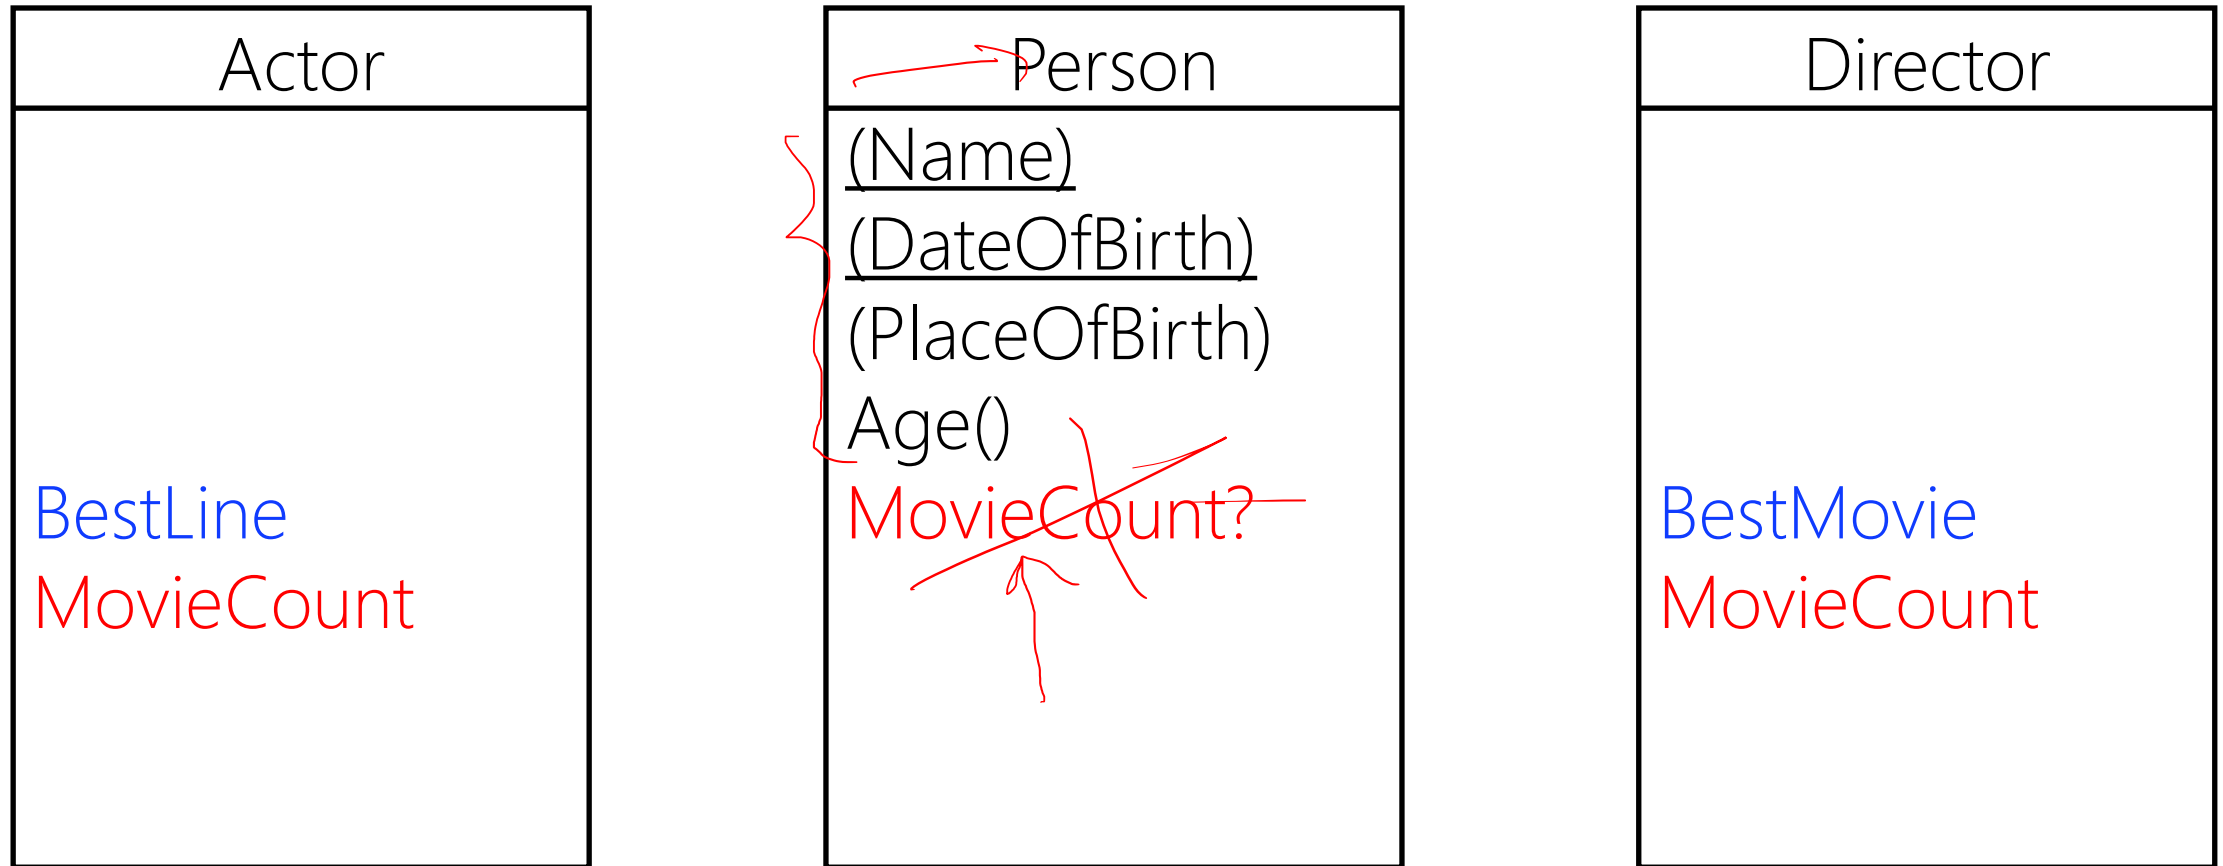 Actor
BestLine
MovieCount
Person
(Name)
(DateOfBirth)
(PlaceOfBirth)
Age()
MovieCount?
Director
BestMovie
MovieCount